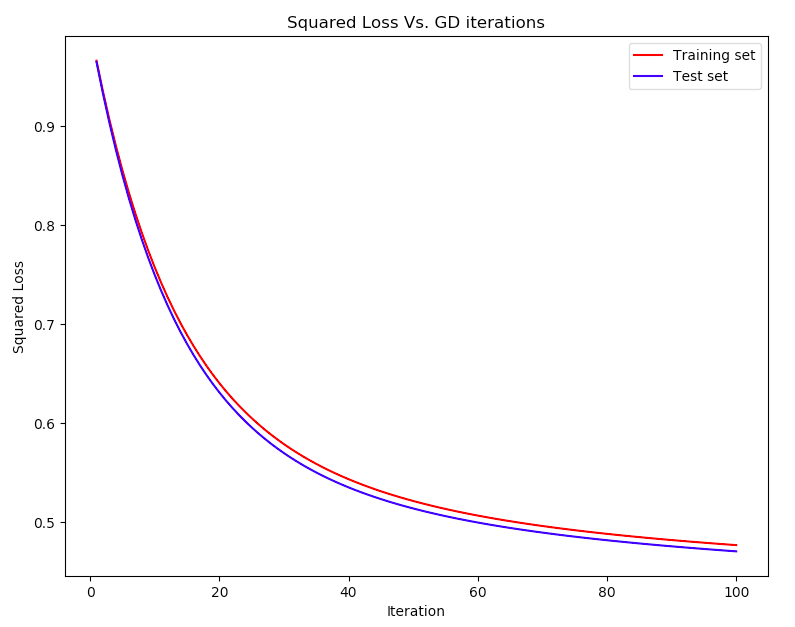 Squared Loss Vs. GD iterations
Training set
Test set
Squared Loss
0.9
0.8
0.7
0.6
0.5
0 20 40 60 80 100
Iteration